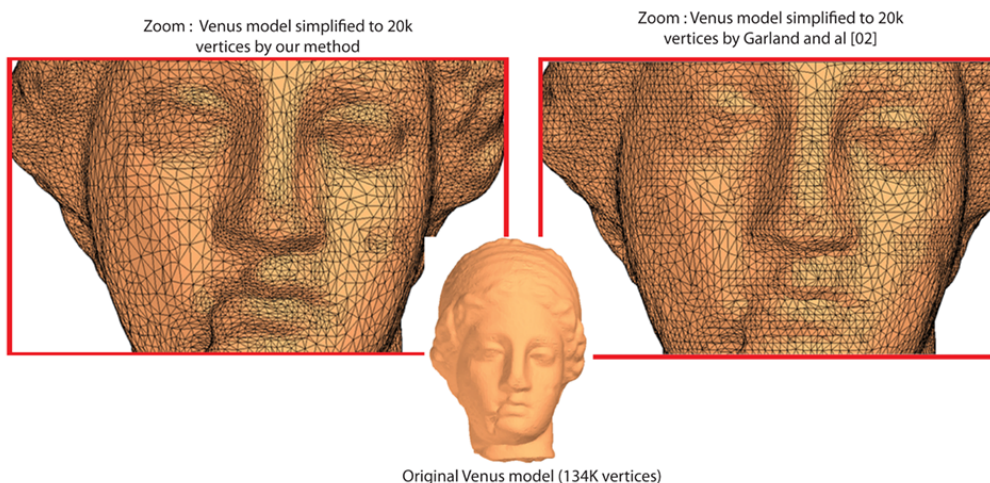 Zoom : Venus model simplified to 20k
vertices by our method
Zoom : Venus model simplified to 20k
vertices by Garland and al [02]
Original Venus model (134K vertices)